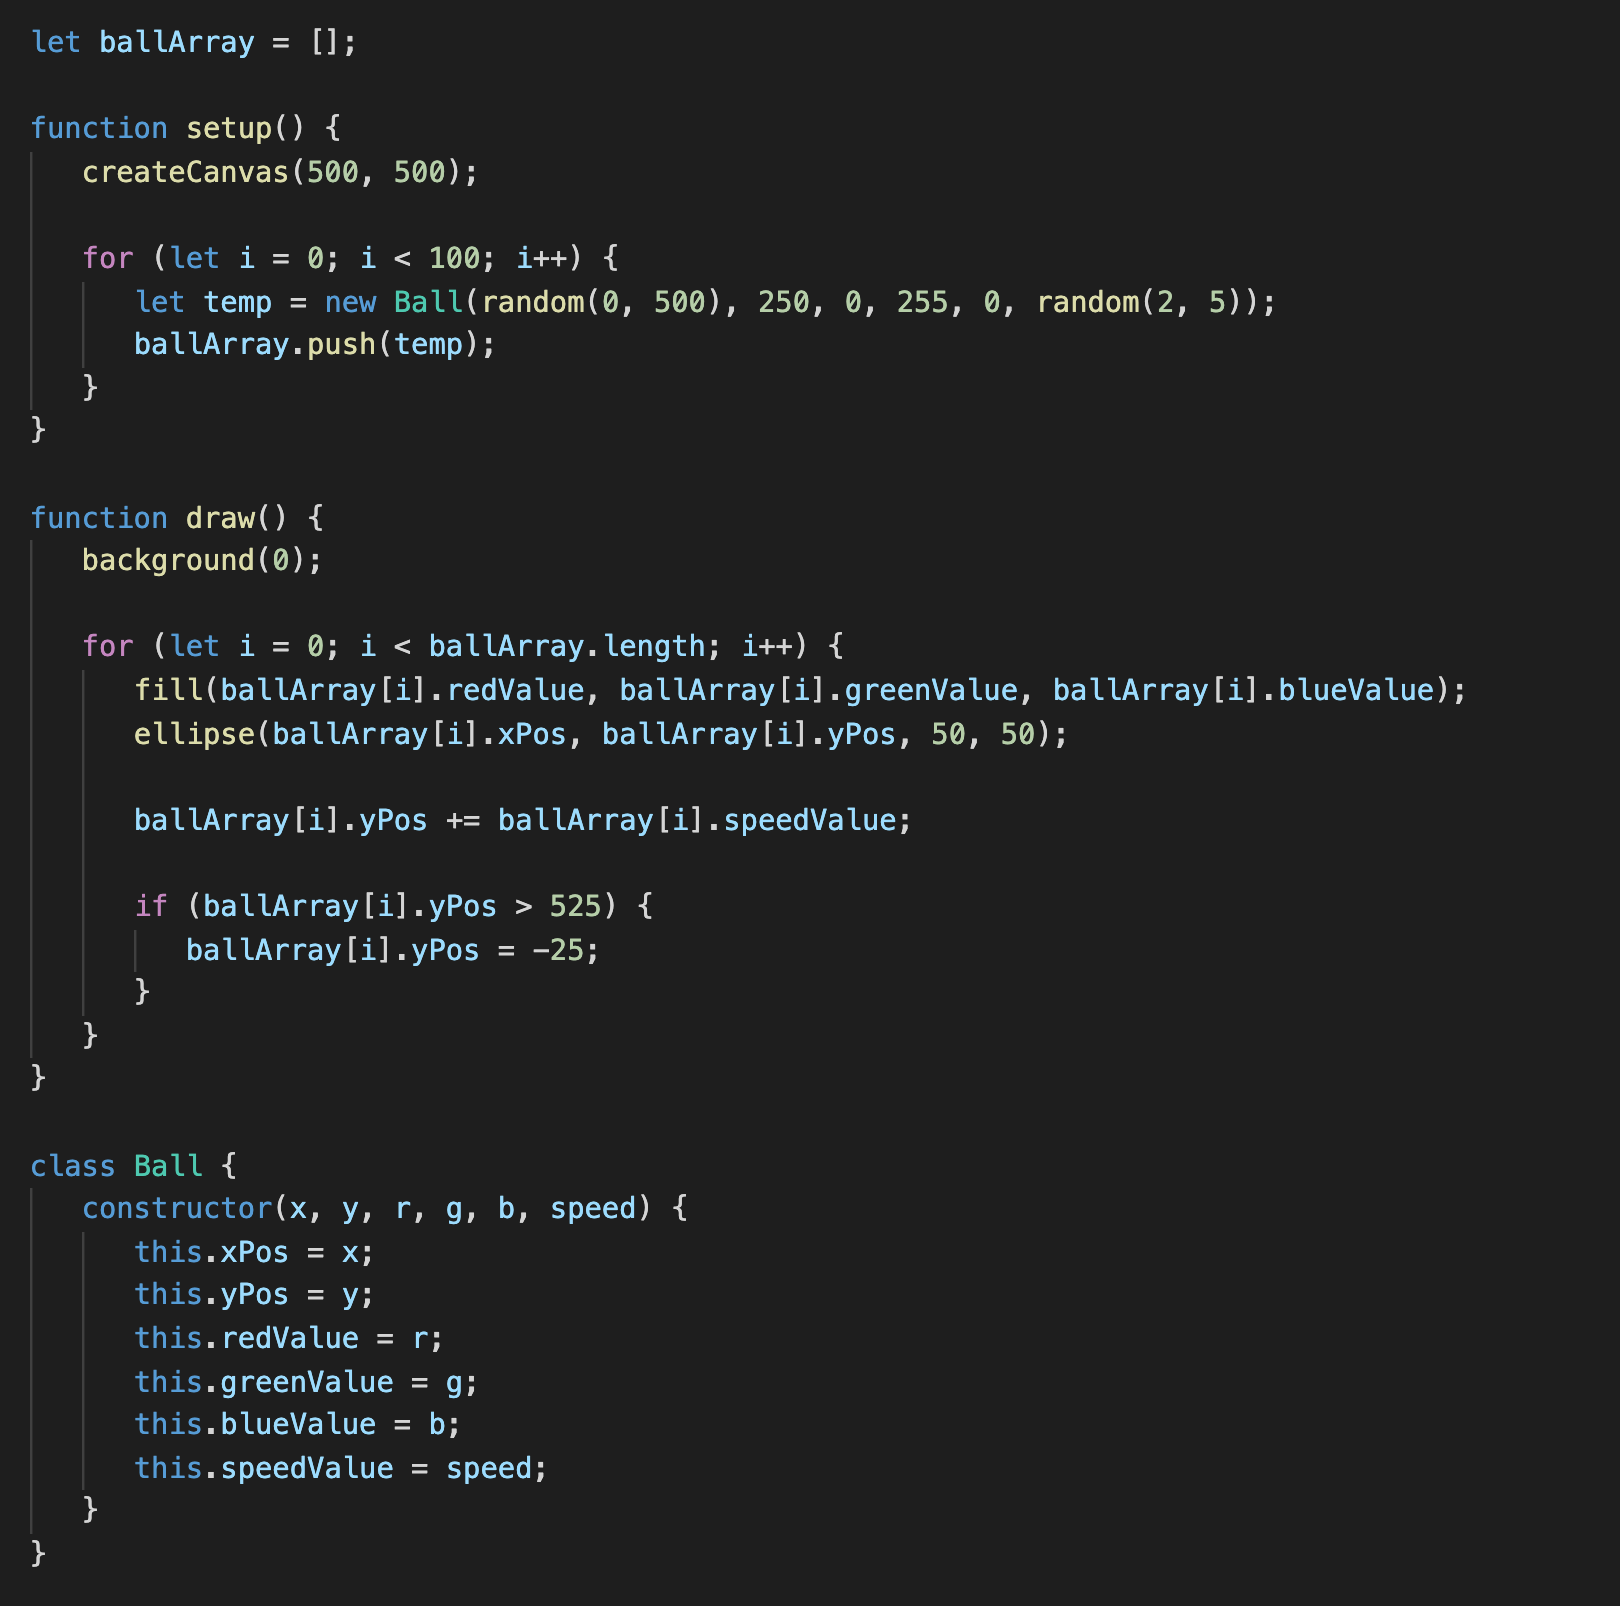 let ballArray = [];

function setup() {
   createCanvas(500, 500);

   for (let i = 0; i < 100; i++) {
      let temp = new Ball(random(0, 500), 250, 0, 255, 0, random(2, 5));
      ballArray.push(temp);
   }
}

function draw() {
   background(0);

   for (let i = 0; i < ballArray.length; i++) {
      fill(ballArray[i].redValue, ballArray[i].greenValue, ballArray[i].blueValue);
      ellipse(ballArray[i].xPos, ballArray[i].yPos, 50, 50);

      ballArray[i].yPos += ballArray[i].speedValue;

      if (ballArray[i].yPos > 525) {
         ballArray[i].yPos = -25;
      }
   }
}

class Ball {
   constructor(x, y, r, g, b, speed) {
      this.xPos = x;
      this.yPos = y;
      this.redValue = r;
      this.greenValue = g;
      this.blueValue = b;
      this.speedValue = speed;
   }
}